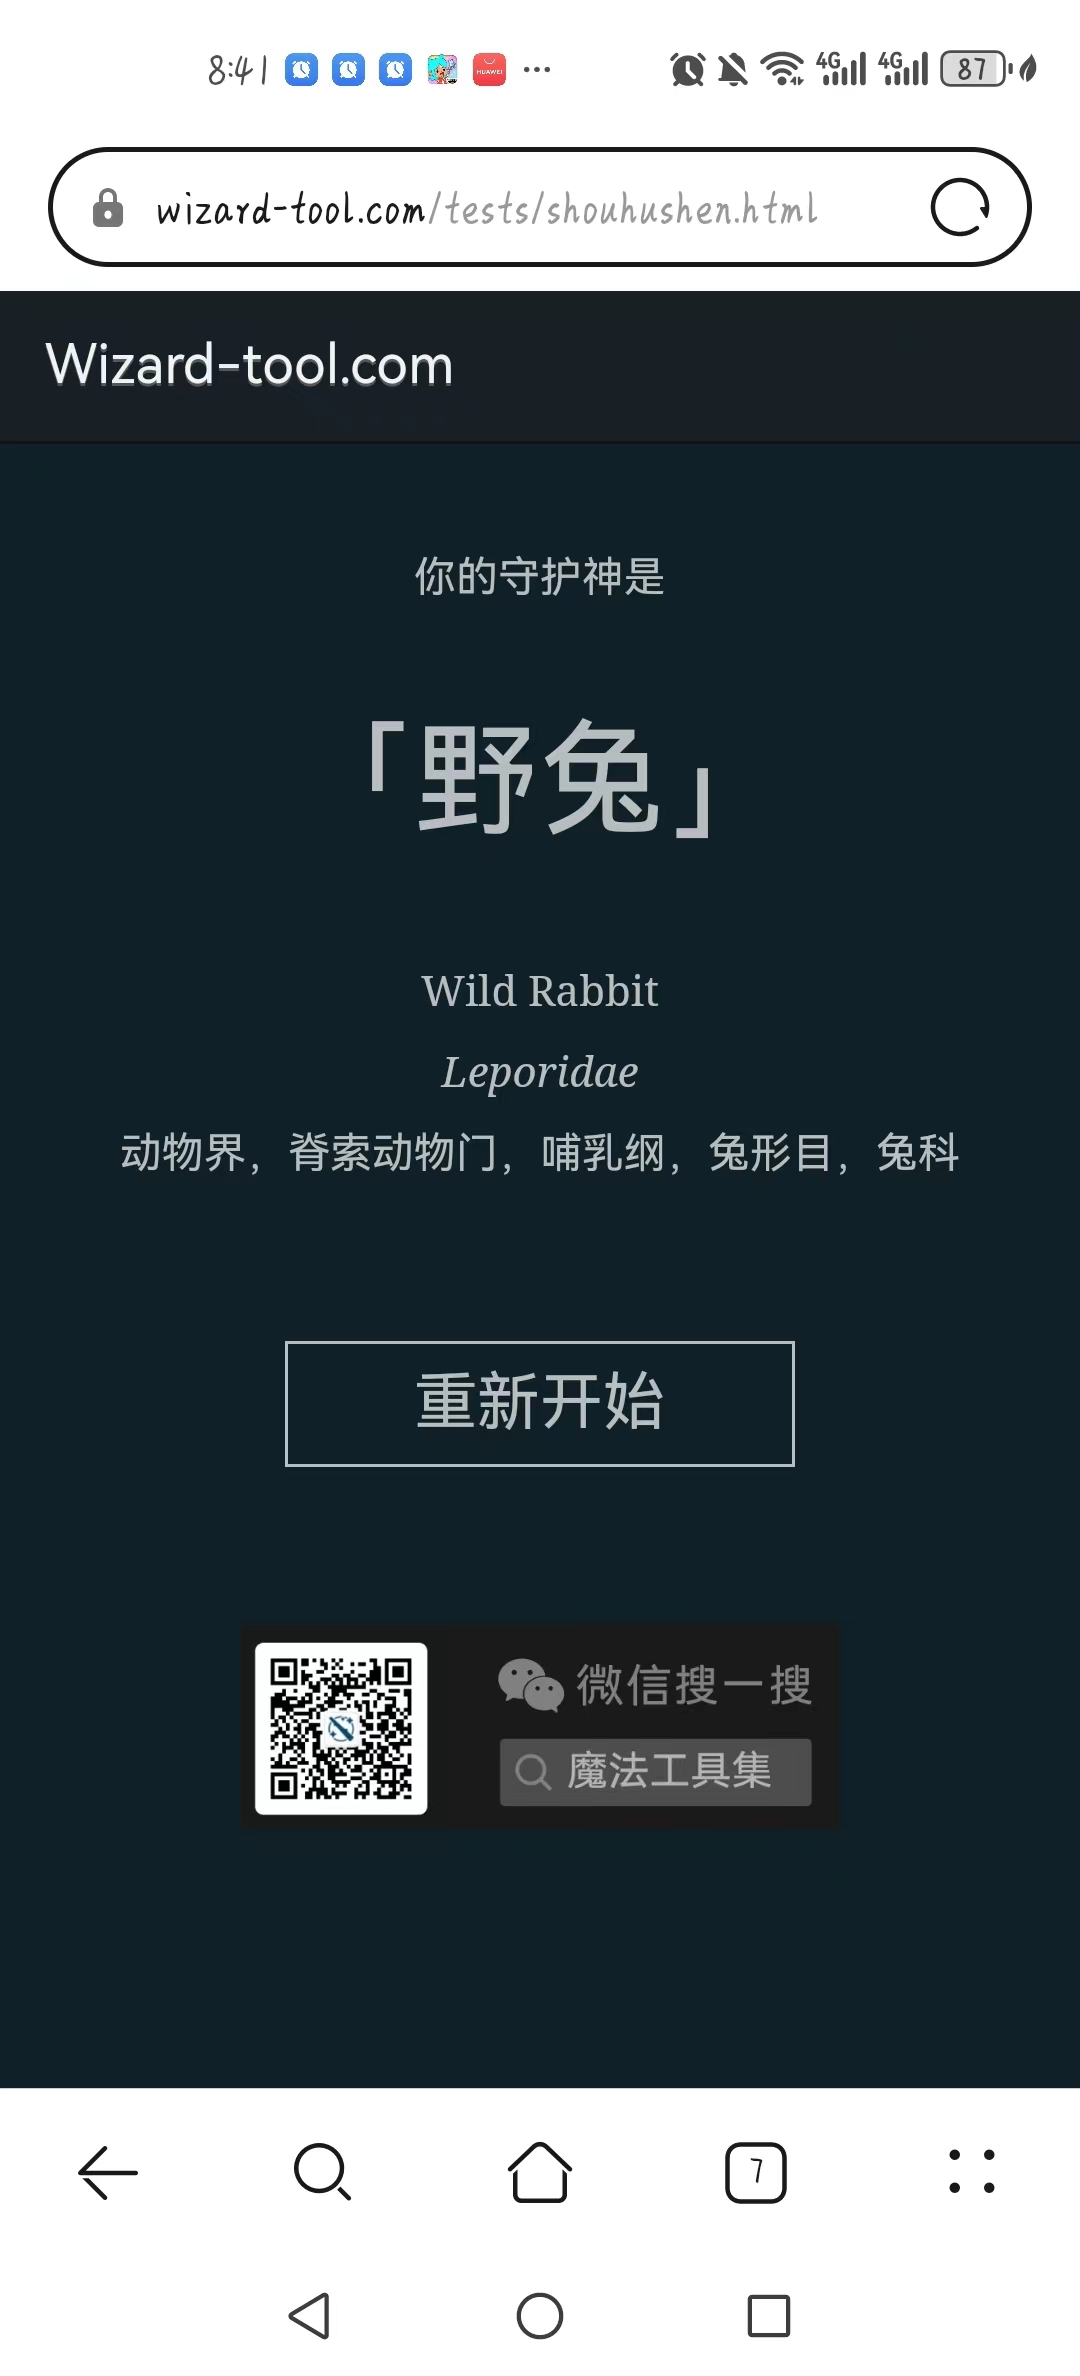 8:41
HUAWEI
4G
4G
87
wizard-tool.com/tests/shouhushen.html
Wizard-tool.com
你的守护神是
「野兔」
Wild Rabbit
Leporidae
动物界，脊索动物门，哺乳纲，兔形目，兔科
重新开始
微信搜一搜
魔法工具集
7